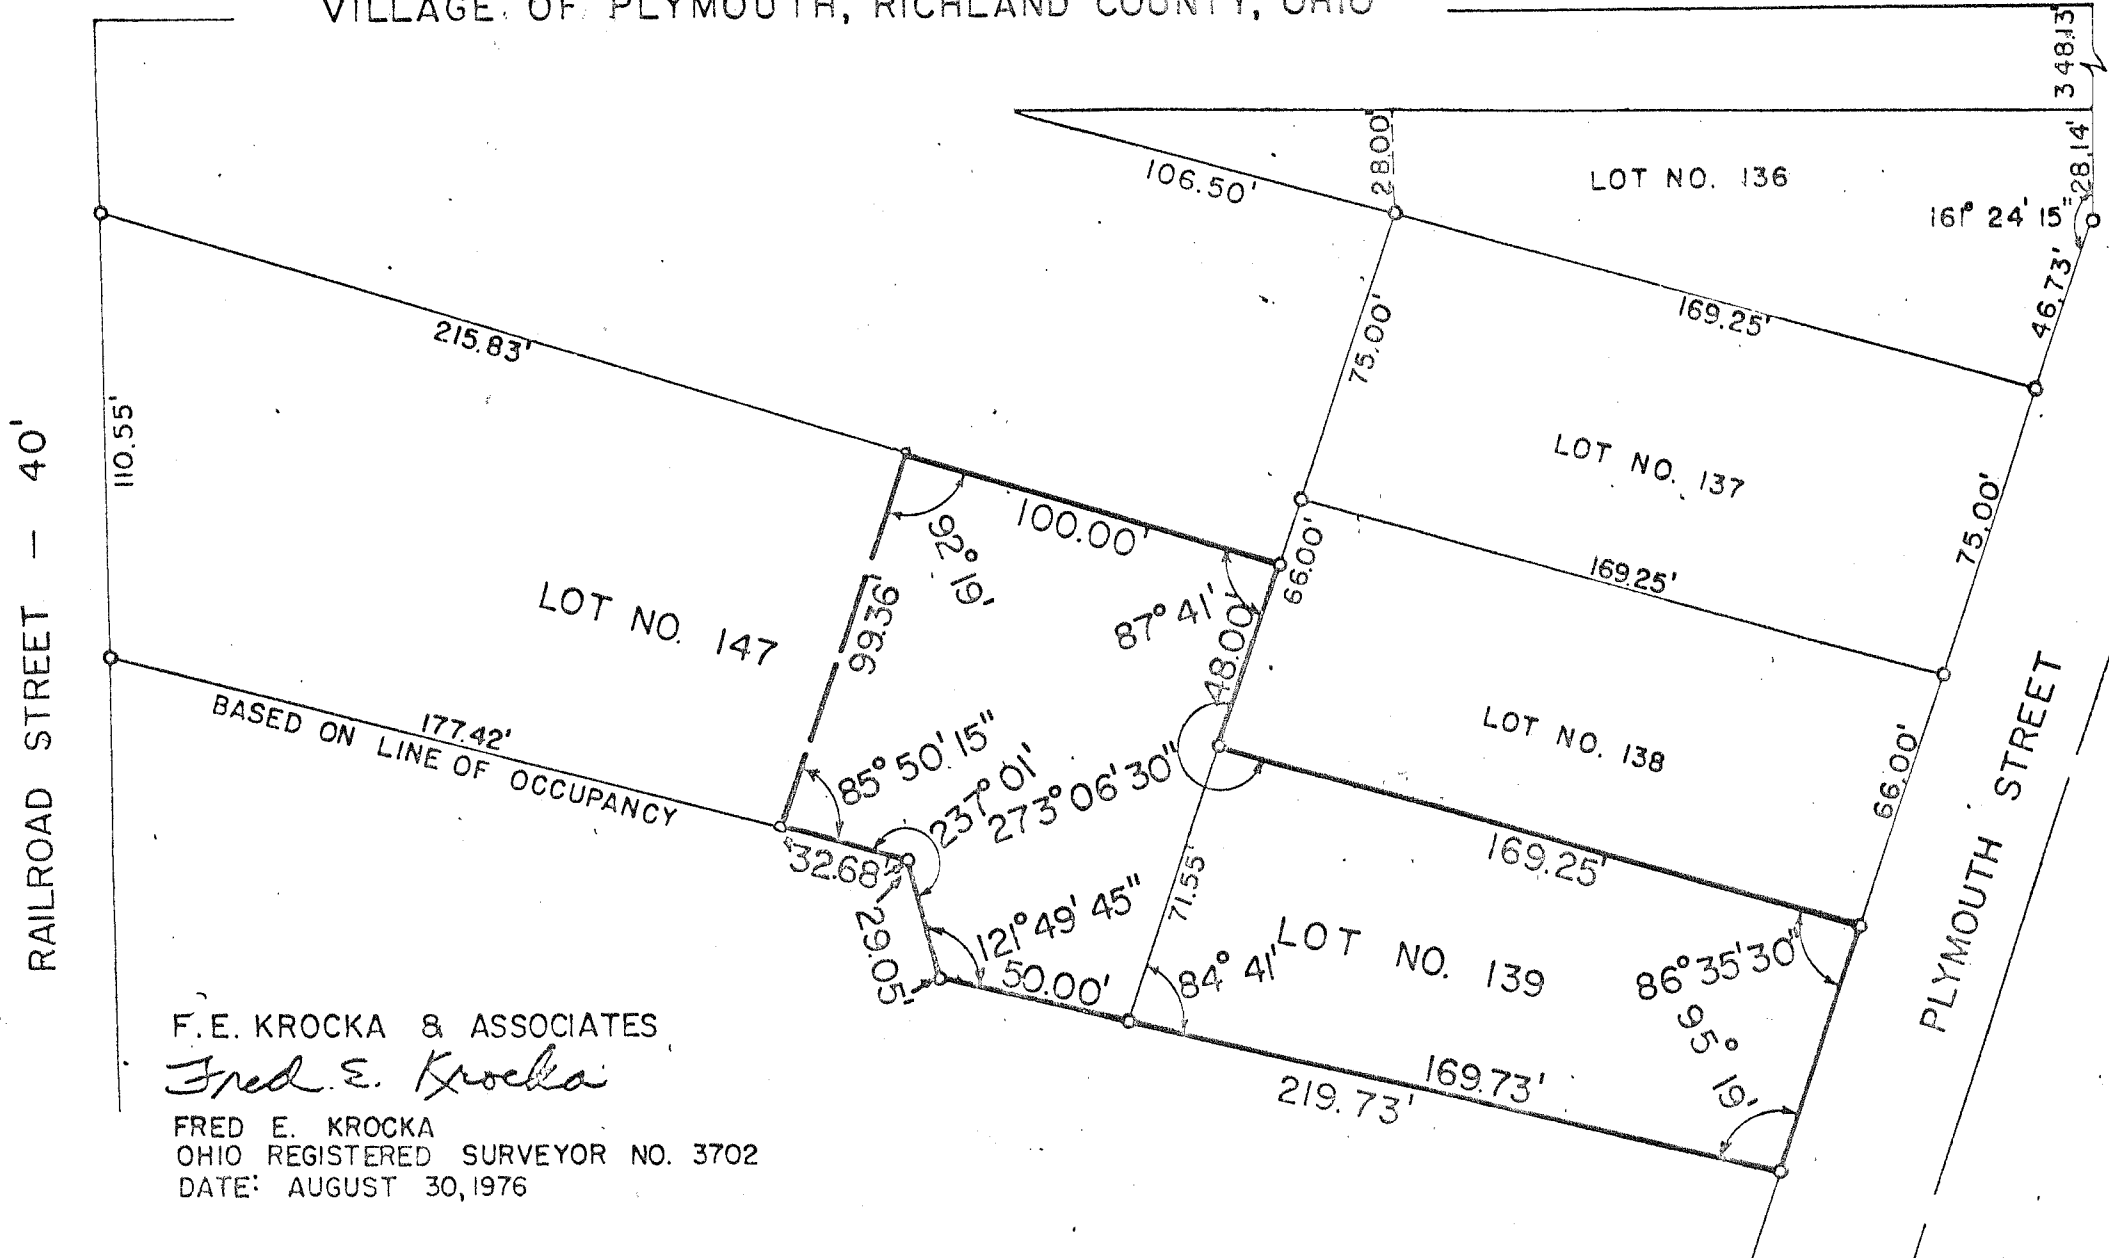 VILLAGE OF PLYMOUTH, RICHLAND COUNTY, OHIO
348.13'
28.00'
28.14'
106.50'
LOT NO. 136
161° 24' 15"
46.73'
169.25'
75.00'
215.83'
110.55'
RAILROAD STREET — 40'
LOT NO. 137
75.00'
100.00'
92° 19'
66.00'
169.25'
87° 41'
48.00'
99.36'
LOT NO. 147
LOT NO. 138
66.00'
PLYMOUTH STREET
177.42'
BASED ON LINE OF OCCUPANCY
85° 50' 15"
237° 01'
273° 06' 30"
32.68'
169.25'
71.55'
29.05'
121° 49' 45"
50.00'
84° 41'
LOT NO. 139
86° 35' 30"
95° 19'
169.73'
219.73'
F.E. KROCKA & ASSOCIATES
Fred E. Krocka
FRED E. KROCKA
OHIO REGISTERED SURVEYOR NO. 3702
DATE: AUGUST 30, 1976